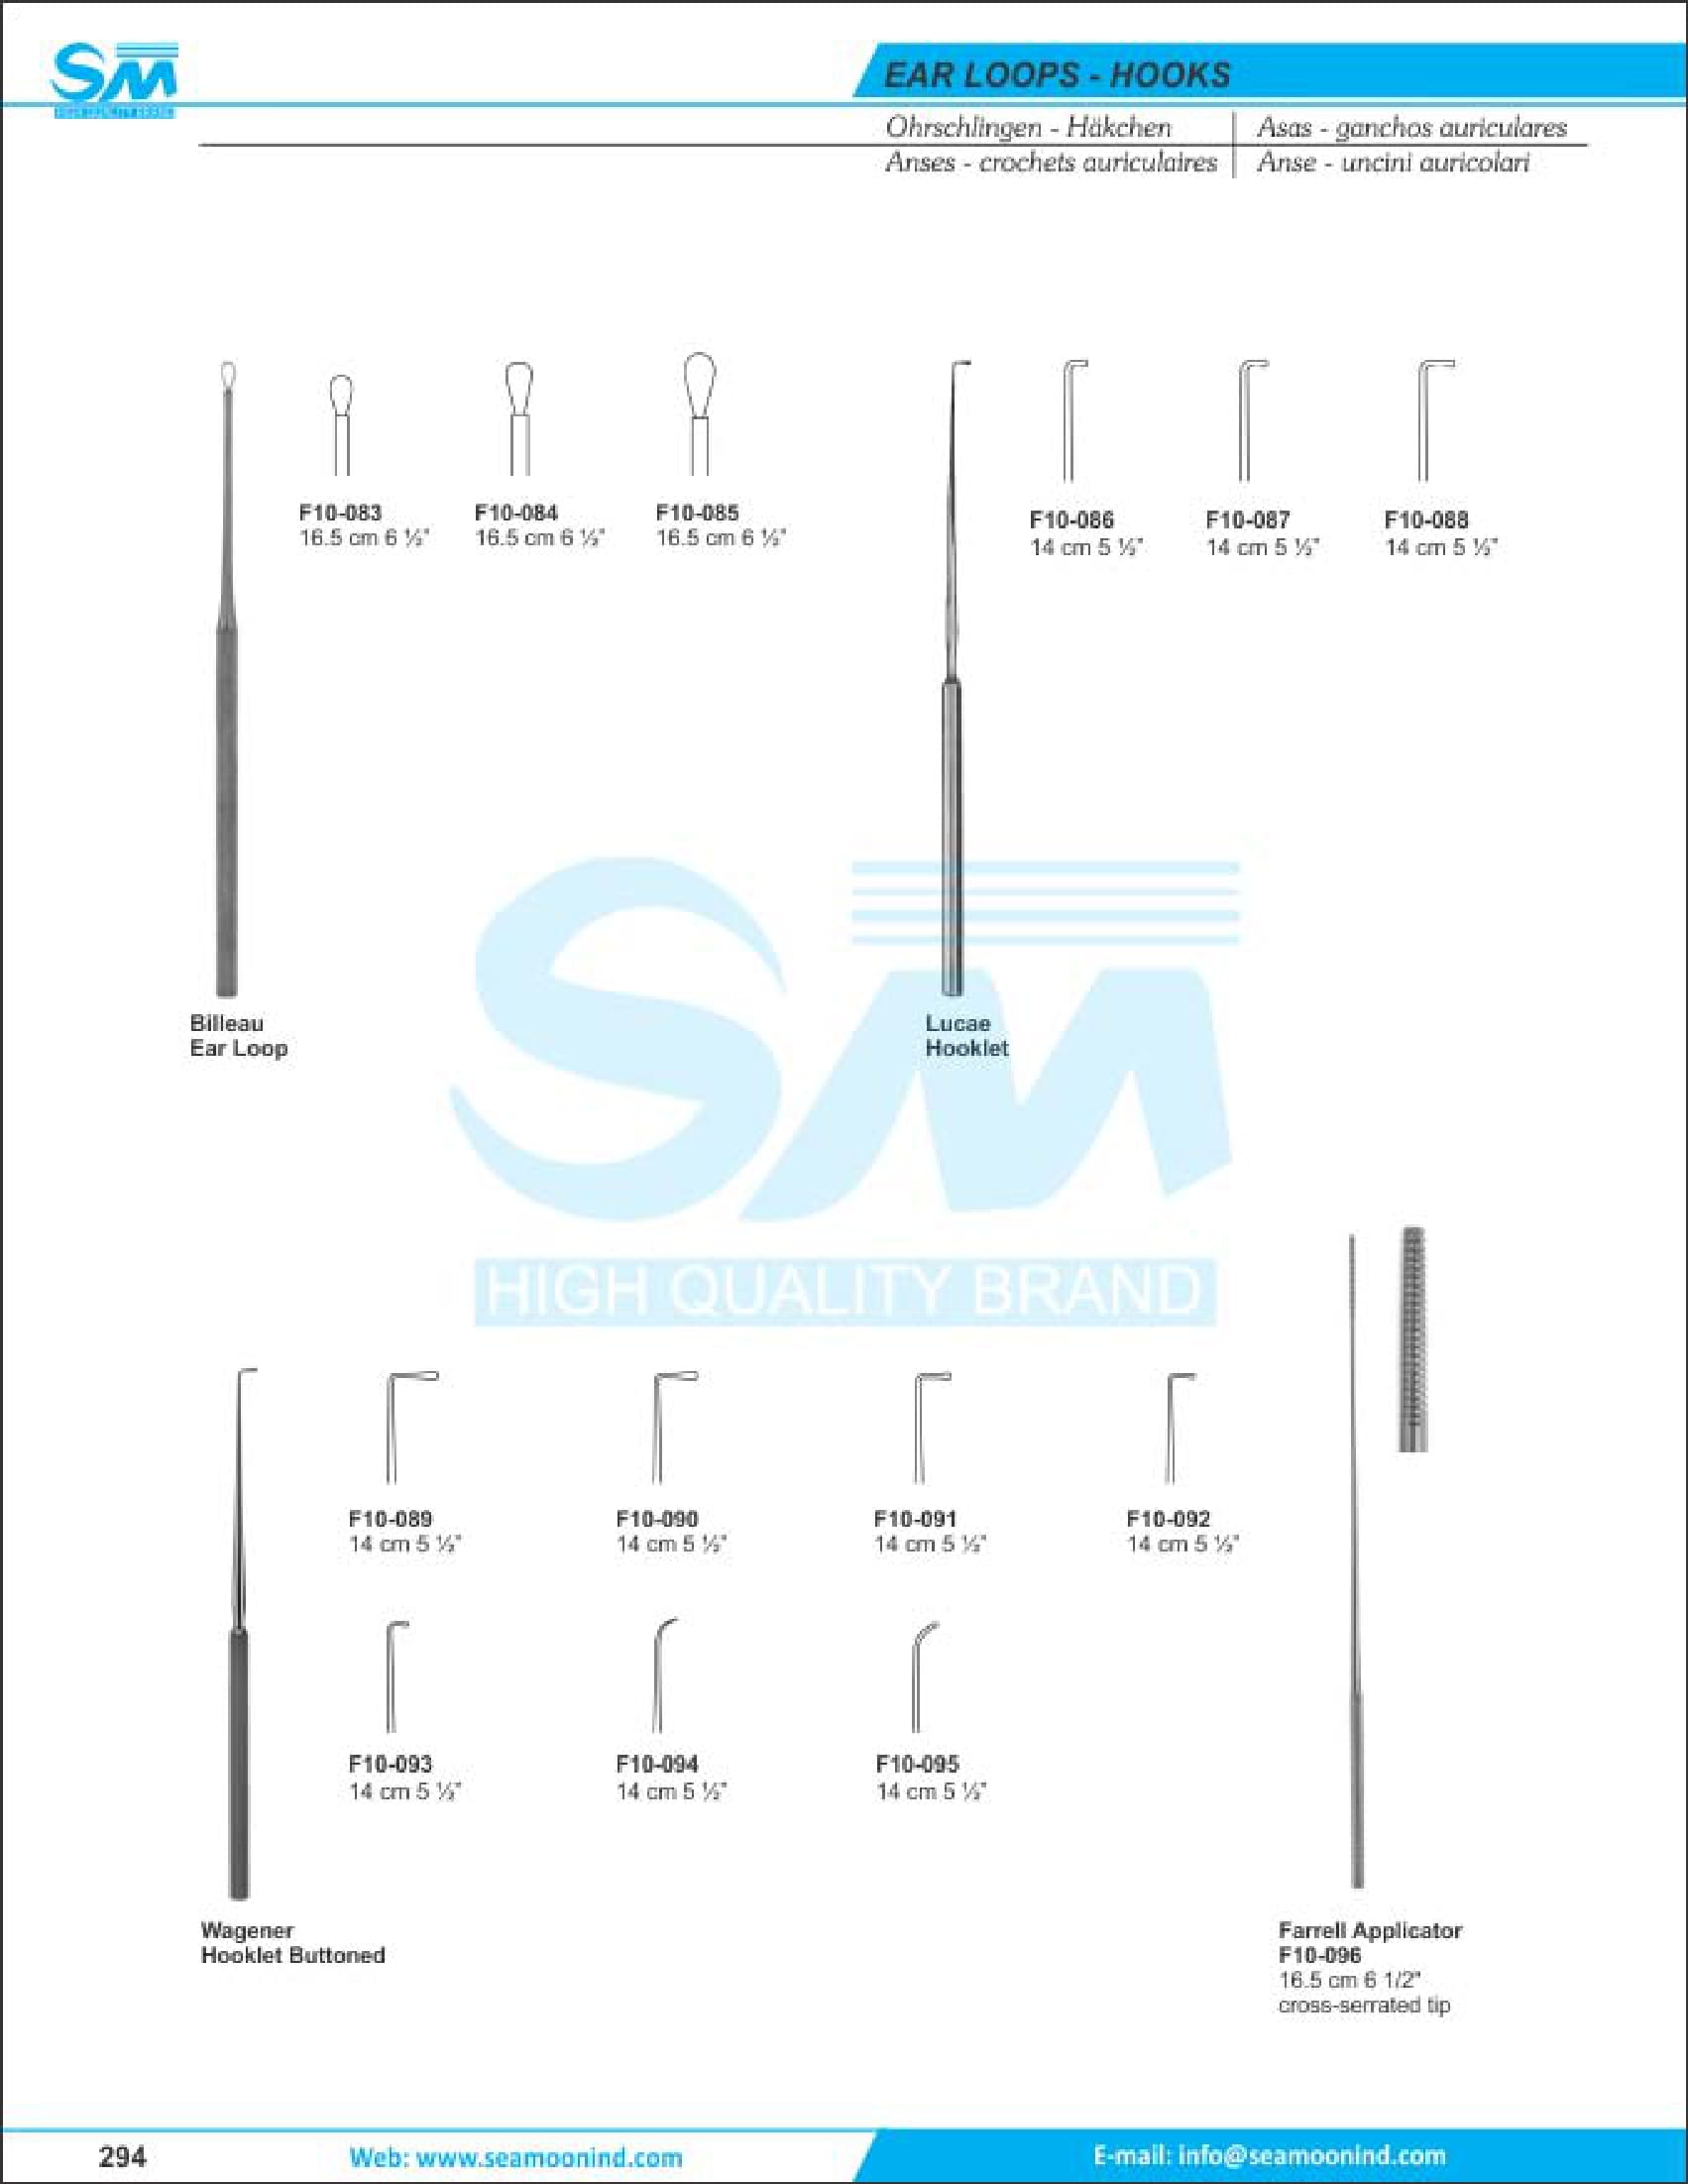 SM
HIGH QUALITY BRAND
EAR LOOPS - HOOKS
Ohrschlingen - Häkchen
Asas - ganchos auriculares
Anses - crochets auriculaires
Anse - uncini auricolari
F10-083
16.5 cm 6 ½"
F10-084
16.5 cm 6 ½"
F10-085
16.5 cm 6 ½"
F10-086
14 cm 5 ½"
F10-087
14 cm 5 ½"
F10-088
14 cm 5 ½"
Billeau
Ear Loop
Lucae
Hooklet
SM
HIGH QUALITY BRAND
F10-089
14 cm 5 ½"
F10-090
14 cm 5 ½"
F10-091
14 cm 5 ½"
F10-092
14 cm 5 ½"
F10-093
14 cm 5 ½"
F10-094
14 cm 5 ½"
F10-095
14 cm 5 ½"
Wagener
Hooklet Buttoned
Farrell Applicator
F10-096
16.5 cm 6 1/2"
cross-serrated tip
294
Web: www.seamoonind.com
E-mail: info@seamoonind.com